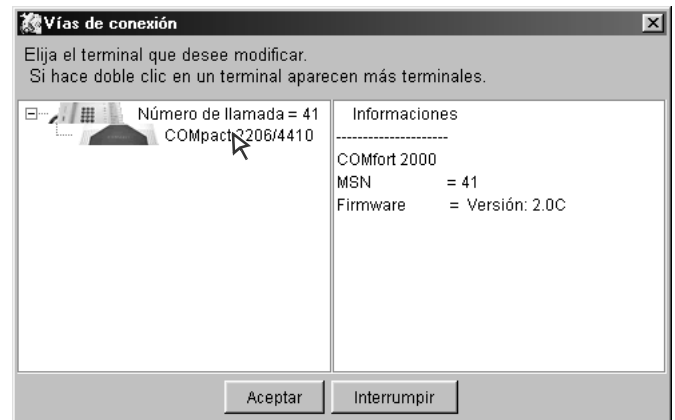 Vías de conexión
Elija el terminal que desee modificar.
Si hace doble clic en un terminal aparecen más terminales.
Número de llamada = 41
COMpact 2206/4410
Informaciones
---------------------
COMfort 2000
MSN = 41
Firmware = Versión: 2.0C
Aceptar
Interrumpir